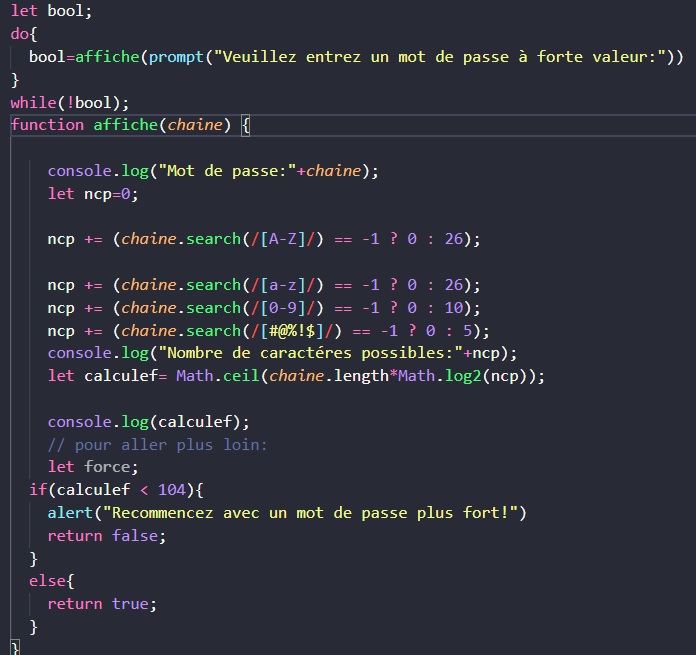 let bool;
do{
bool=affiche(prompt("Veuillez entrez un mot de passe à forte valeur:"))
}
while(!bool);
function affiche(chaine) {
console.log("Mot de passe:"+chaine);
let ncp=0;
ncp += (chaine.search(/[A-Z]/) == -1 ? 0 : 26);
ncp += (chaine.search(/[a-z]/) == -1 ? 0 : 26);
ncp += (chaine.search(/[0-9]/) == -1 ? 0 : 10);
ncp += (chaine.search(/[#@%!$]/) == -1 ? 0 : 5);
console.log("Nombre de caractéres possibles:"+ncp);
let calculef= Math.ceil(chaine.length*Math.log2(ncp));
console.log(calculef);
// pour aller plus loin:
let force;
if(calculef < 104){
alert("Recommencez avec un mot de passe plus fort!")
return false;
}
else{
return true;
}
}